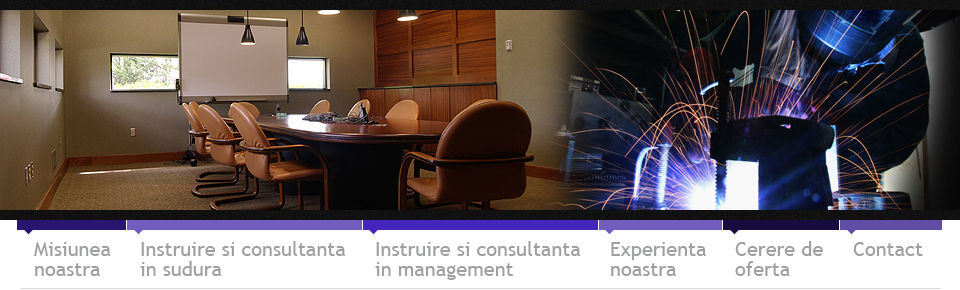 Misiunea
noastra
Instruire si consultanta
in sudura
Instruire si consultanta
in management
Experienta
noastra
Cerere de
oferta
Contact